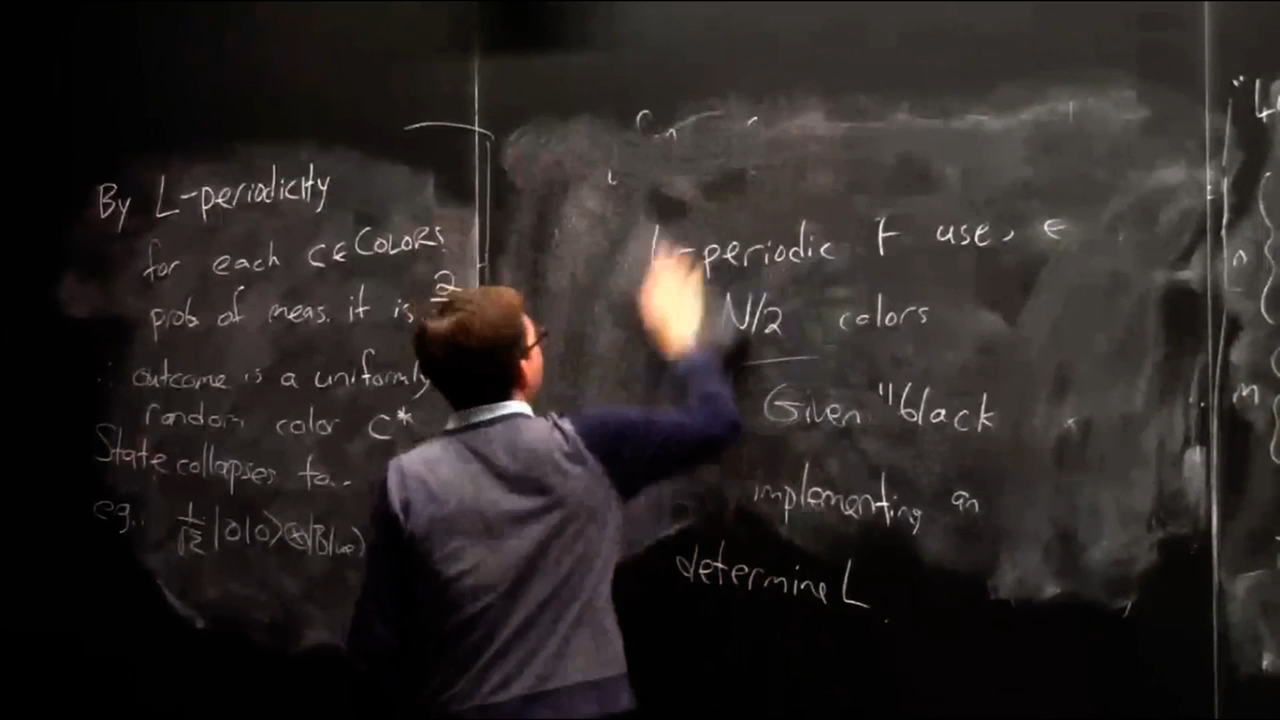 By L-periodicity
for each c ∈ COLORS
prob of meas. it is 2
∴ outcome is a uniformly
random color C*
State collapses to...
eg.. 1/√2 |010⟩⊗|Blue⟩
-periodic F use,
N/2 colors
Given "black
implementing an
determine L
n
m